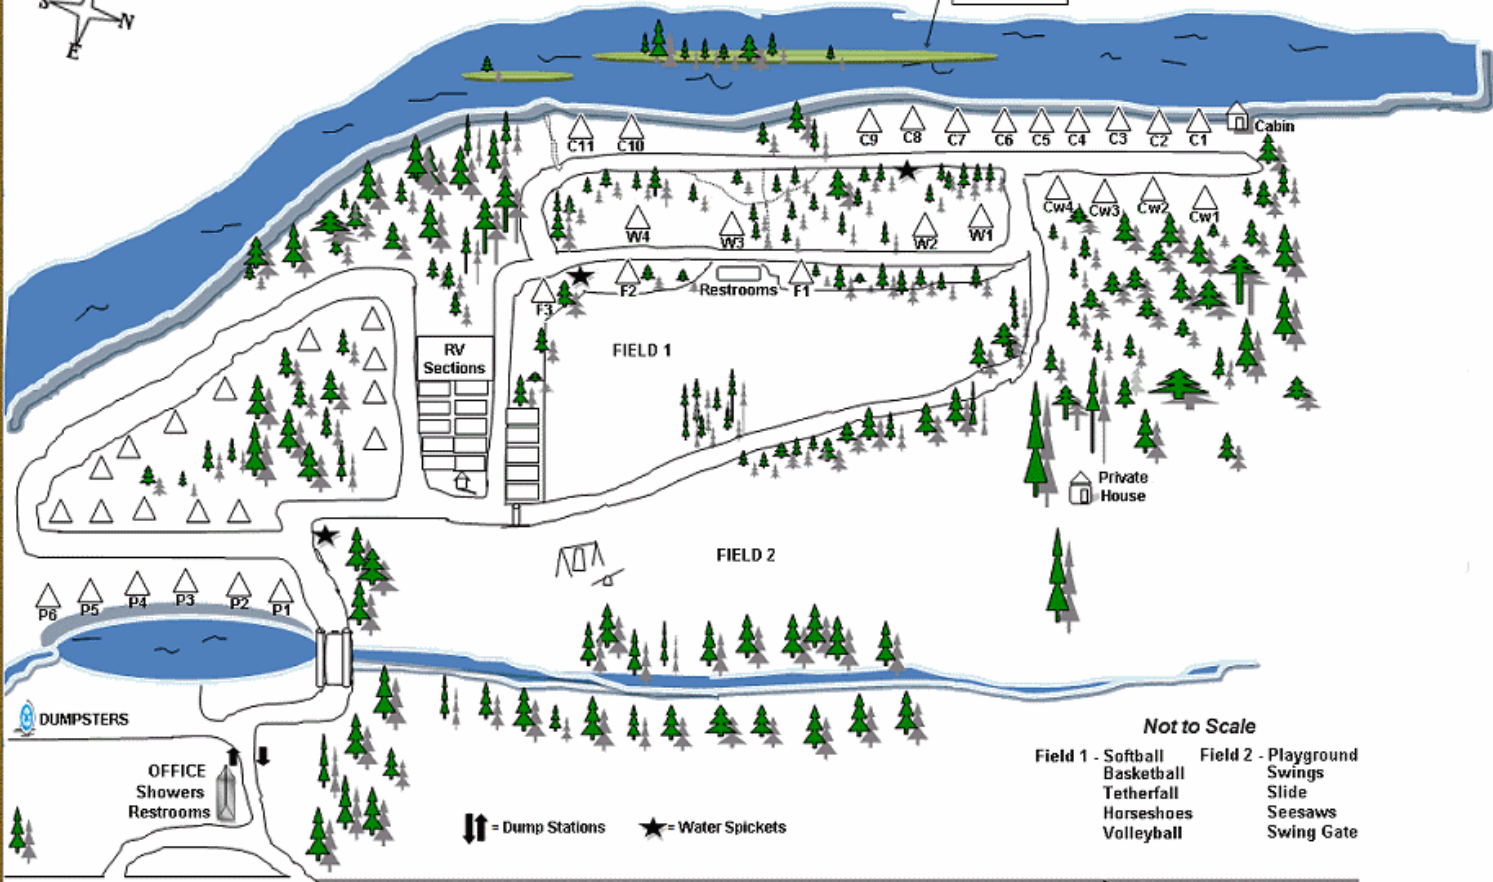 S
N
E
C11
C10
C9
C8
C7
C6
C5
C4
C3
C2
C1
Cabin
Cw4
Cw3
Cw2
Cw1
W4
W3
W2
W1
F3
F2
Restrooms
F1
RV
Sections
FIELD 1
Private
House
FIELD 2
P6
P5
P4
P3
P2
P1
DUMPSTERS
OFFICE
Showers
Restrooms
= Dump Stations
= Water Spickets
Not to Scale
Field 1 - Softball
Basketball
Tetherfall
Horseshoes
Volleyball
Field 2 - Playground
Swings
Slide
Seesaws
Swing Gate